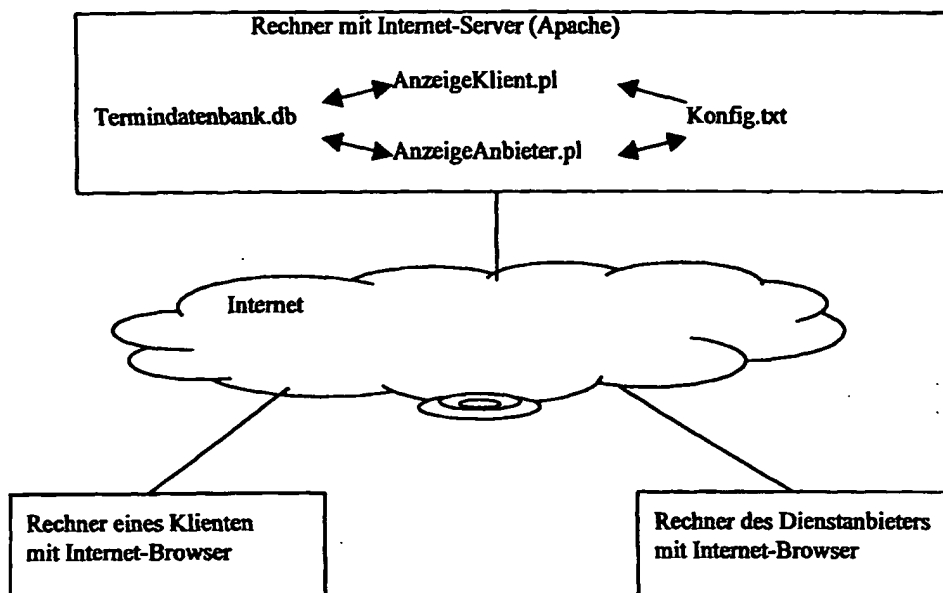 Rechner mit Internet-Server (Apache)
AnzeigeKlient.pl
Termindatenbank.db
Konfig.txt
AnzeigeAnbieter.pl
Internet
Rechner eines Klienten
mit Internet-Browser
Rechner des Dienstanbieters
mit Internet-Browser